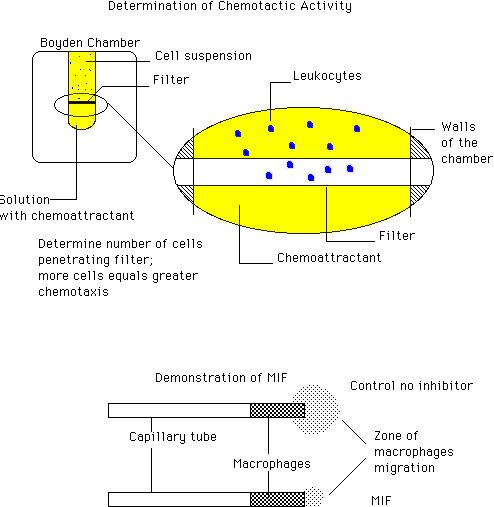 Determination of Chemotactic Activity
Boyden Chamber
Cell suspension
Filter
Leukocytes
Walls
of the
chamber
Solution
with chemoattractant
Filter
Chemoattractant
Determine number of cells
penetrating filter;
more cells equals greater
chemotaxis
Demonstration of MIF
Control no inhibitor
Capillary tube
Macrophages
Zone of
macrophages
migration
MIF